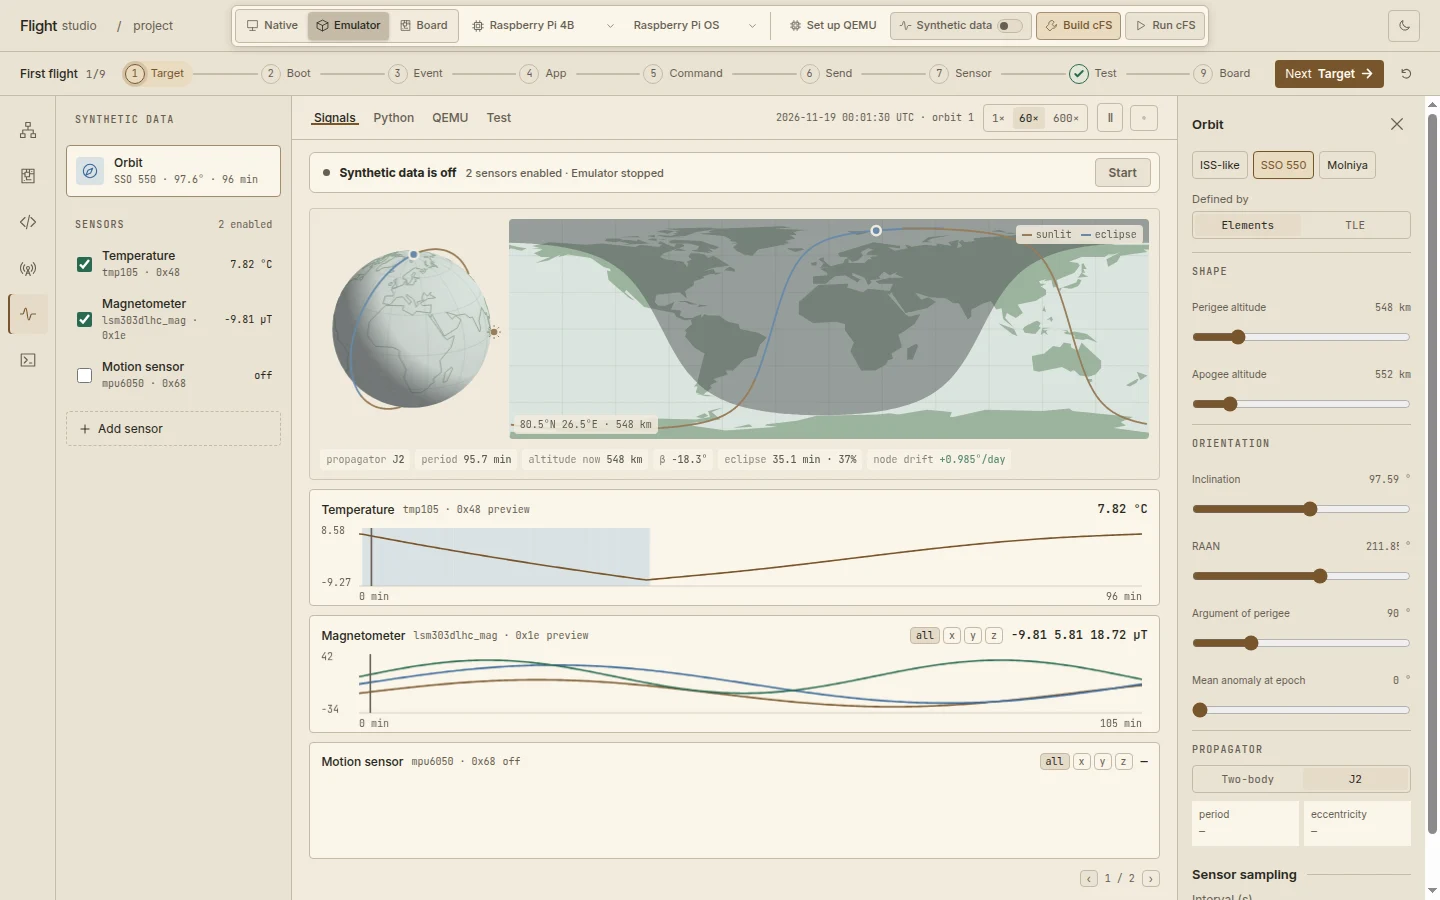 Flight studio / project
Native Emulator Board Raspberry Pi 4B Raspberry Pi OS Set up QEMU Synthetic data Build cFS Run cFS
First flight 1/9 1 Target 2 Boot 3 Event 4 App 5 Command 6 Send 7 Sensor Test 9 Board Next Target →
SYNTHETIC DATA
Orbit
SSO 550 · 97.6° · 96 min
SENSORS 2 enabled
Temperature
tmp105 · 0x48
7.82 °C
Magnetometer
lsm303dlhc_mag ·
0x1e
-9.81 µT
Motion sensor
mpu6050 · 0x68
off
+ Add sensor
Signals Python QEMU Test
2026-11-19 00:01:30 UTC · orbit 1 1× 60× 600×
Synthetic data is off 2 sensors enabled · Emulator stopped Start
sunlit eclipse
80.5°N 26.5°E · 548 km
propagator J2 period 95.7 min altitude now 548 km β -18.3° eclipse 35.1 min · 37% node drift +0.985°/day
Temperature tmp105 · 0x48 preview 7.82 °C
8.58
-9.27
0 min 96 min
Magnetometer lsm303dlhc_mag · 0x1e preview all x y z -9.81 5.81 18.72 µT
42
-34
0 min 105 min
Motion sensor mpu6050 · 0x68 off all x y z —
‹ 1 / 2 ›
Orbit
ISS-like SSO 550 Molniya
Defined by
Elements TLE
SHAPE
Perigee altitude 548 km
Apogee altitude 552 km
ORIENTATION
Inclination 97.59 °
RAAN 211.85 °
Argument of perigee 90 °
Mean anomaly at epoch 0 °
PROPAGATOR
Two-body J2
period
—
eccentricity
—
Sensor sampling
Interval (s)